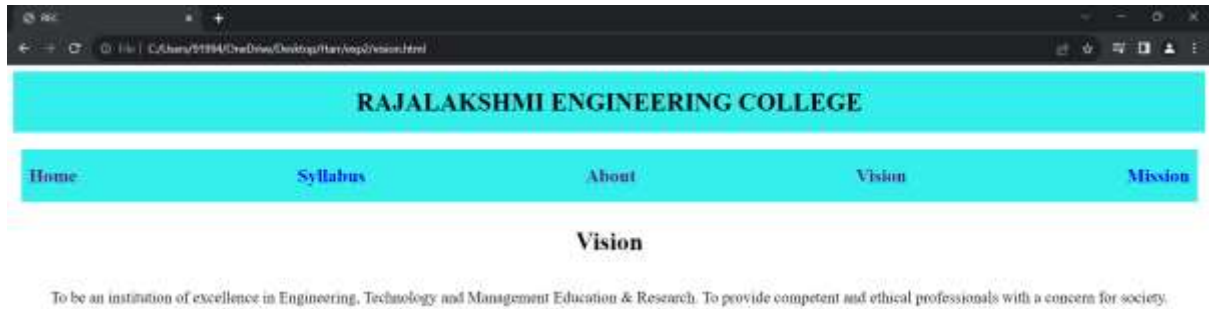 REC
File | C:/Users/91994/OneDrive/Desktop/Harr/exp2/vision.html
RAJALAKSHMI ENGINEERING COLLEGE
Home Syllabus About Vision Mission
Vision
To be an institution of excellence in Engineering, Technology and Management Education & Research. To provide competent and ethical professionals with a concern for society.